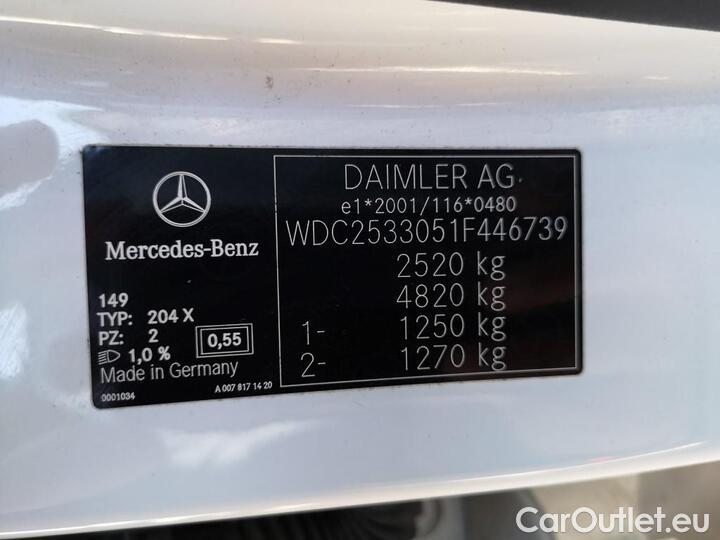 Mercedes-Benz
149
TYP: 204 X
PZ: 2
1,0 %
0,55
Made in Germany
0001034
A 007 817 14 20
DAIMLER AG
e1*2001/116*0480
WDC2533051F446739
2520 kg
4820 kg
1- 1250 kg
2- 1270 kg
CarOutlet.eu